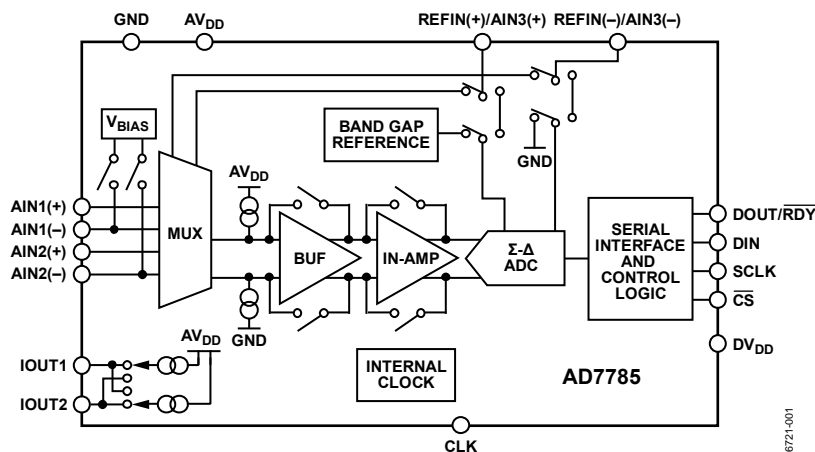 GND AVDD REFIN(+)/AIN3(+) REFIN(–)/AIN3(–)
VBIAS
BAND GAP
REFERENCE
GND
AVDD
AIN1(+)
AIN1(–)
AIN2(+)
AIN2(–)
MUX
BUF
IN-AMP
Σ-Δ
ADC
SERIAL
INTERFACE
AND
CONTROL
LOGIC
DOUT/RDY
DIN
SCLK
CS
GND
AVDD
IOUT1
IOUT2
INTERNAL
CLOCK
DVDD
AD7785
CLK
6721-001